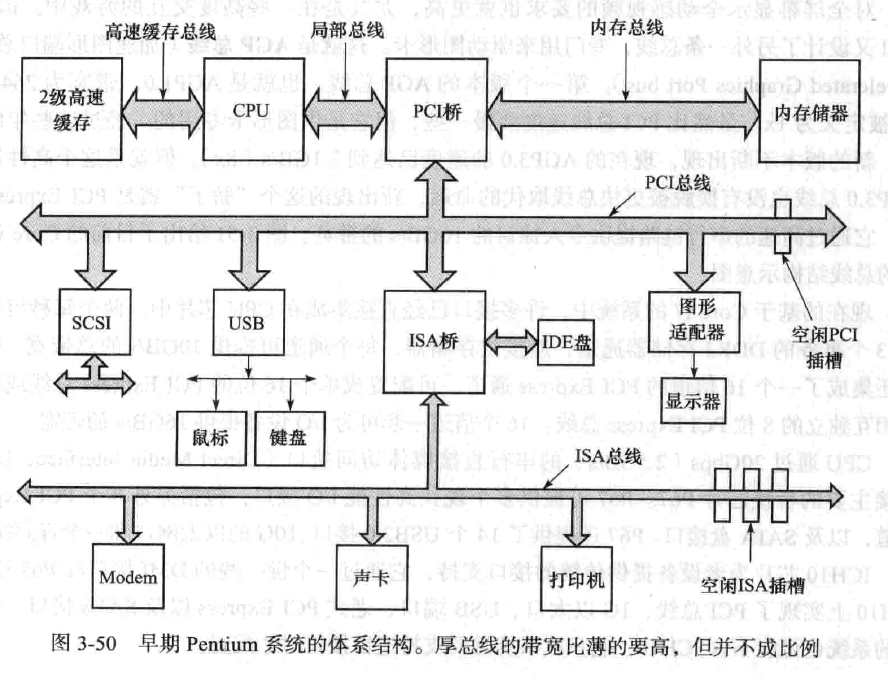 高速缓存总线
局部总线
内存总线
2级高速
缓存
CPU
PCI桥
内存储器
PCI总线
SCSI
USB
ISA桥
IDE盘
图形
适配器
空闲PCI
插槽
鼠标
键盘
显示器
ISA总线
Modem
声卡
打印机
空闲ISA插槽
图 3-50 早期 Pentium 系统的体系结构。厚总线的带宽比薄的要高，但并不成比例